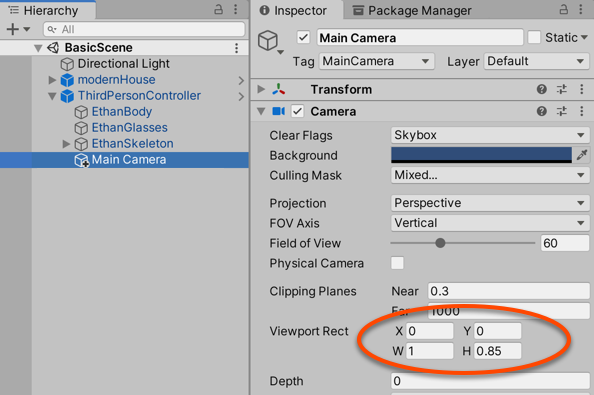 Hierarchy
All
BasicScene
Directional Light
modernHouse
ThirdPersonController
EthanBody
EthanGlasses
EthanSkeleton
Main Camera
Inspector Package Manager
Main Camera Static
Tag MainCamera Layer Default
Transform
Camera
Clear Flags Skybox
Background
Culling Mask Mixed...
Projection Perspective
FOV Axis Vertical
Field of View 60
Physical Camera
Clipping Planes Near 0.3
Far 1000
Viewport Rect X 0 Y 0
W 1 H 0.85
Depth 0